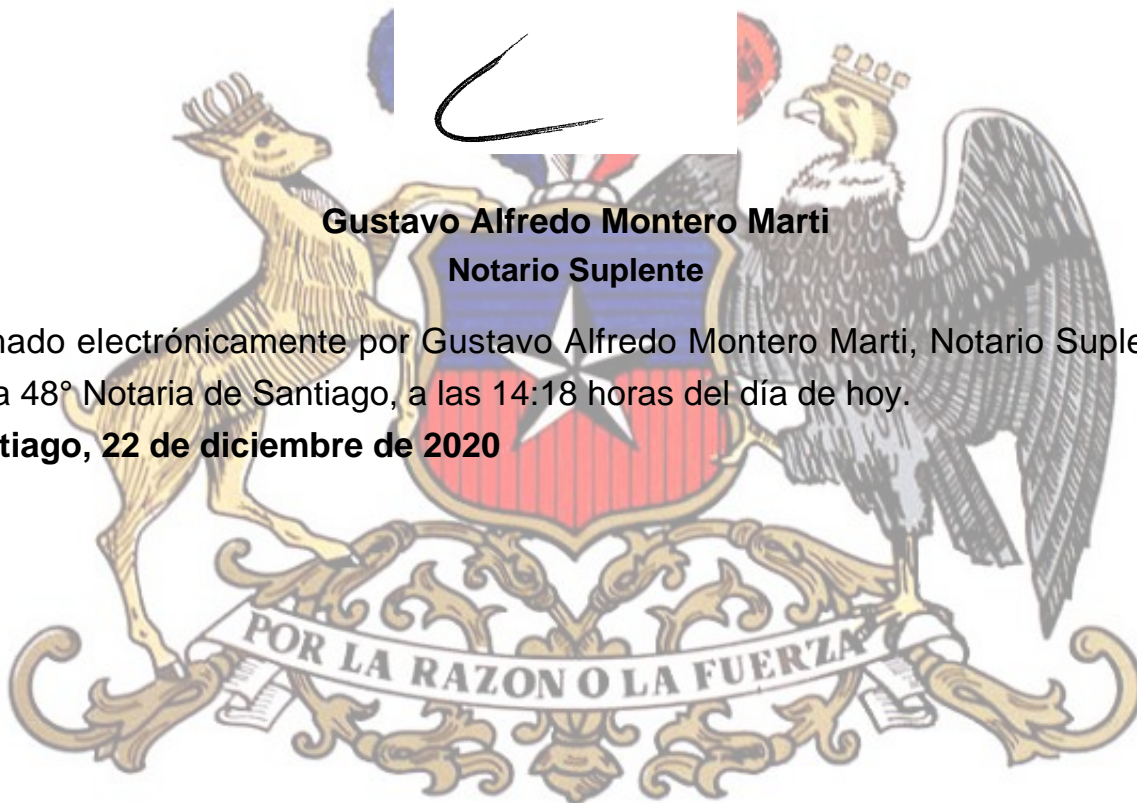 Gustavo Alfredo Montero Marti
Notario Suplente
nado electrónicamente por Gustavo Alfredo Montero Marti, Notario Suple
a 48° Notaria de Santiago, a las 14:18 horas del día de hoy.
tiago, 22 de diciembre de 2020
POR LA RAZON O LA FUERZA